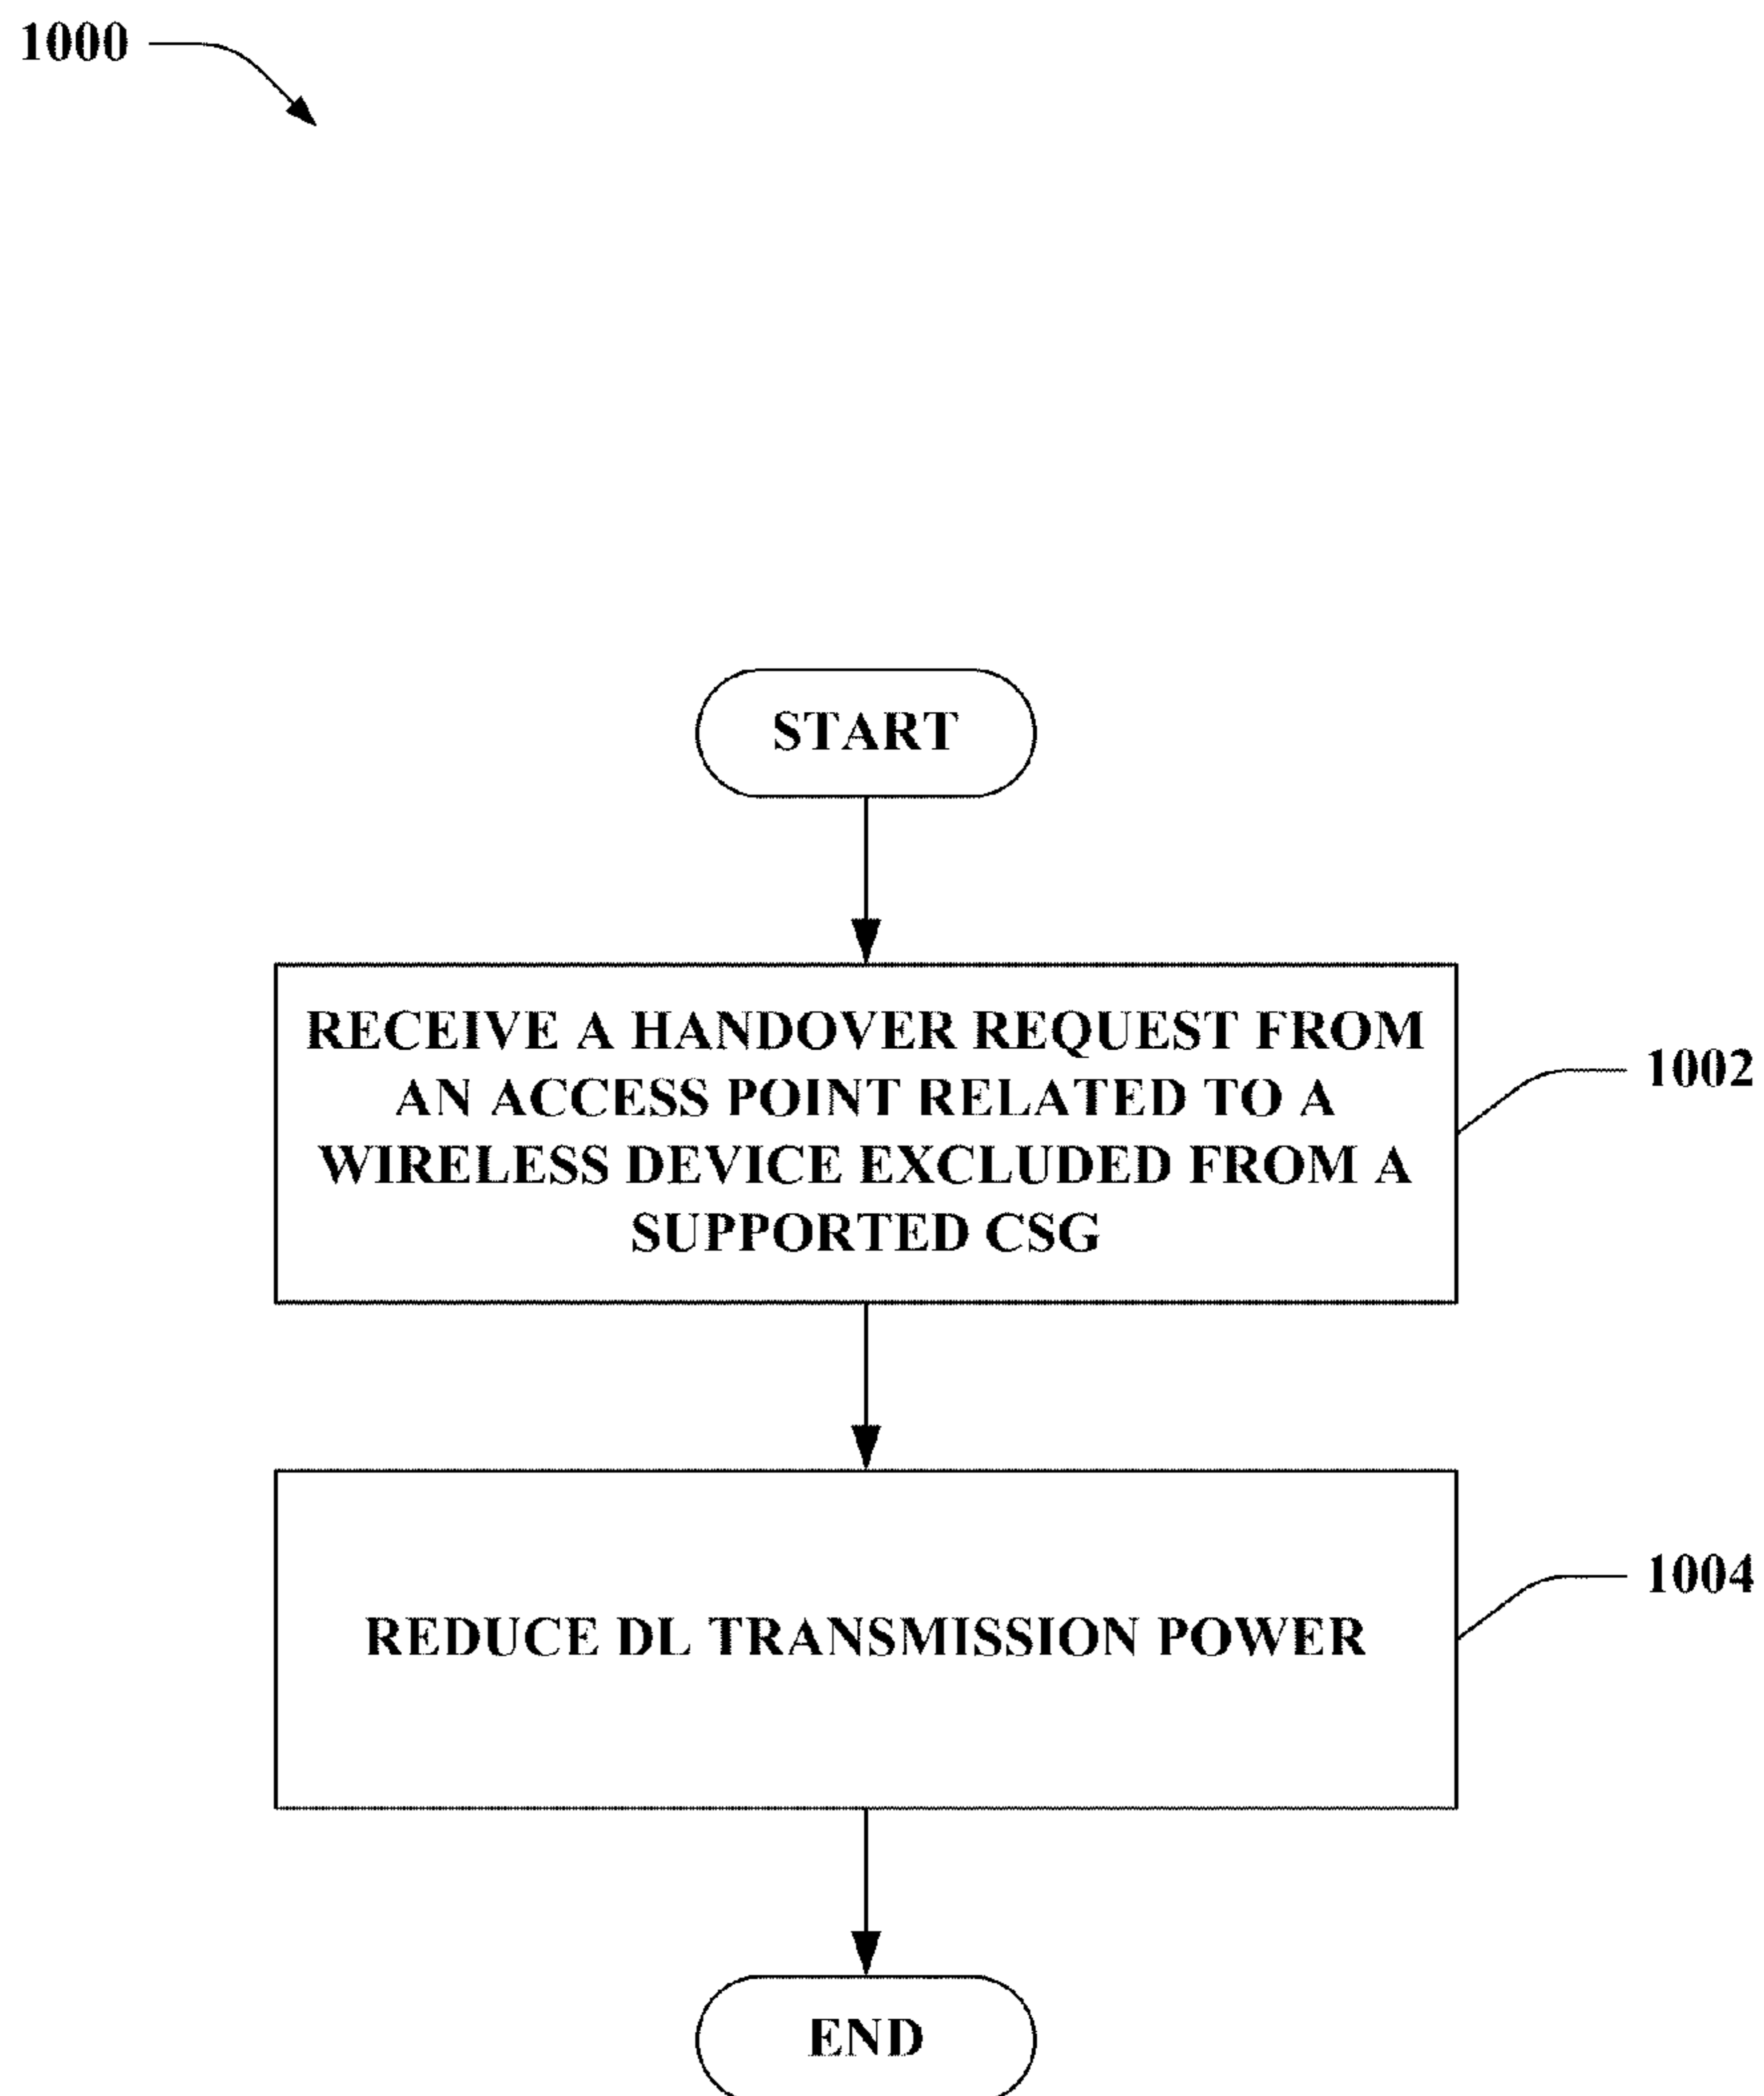 1000
START
RECEIVE A HANDOVER REQUEST FROM
AN ACCESS POINT RELATED TO A
WIRELESS DEVICE EXCLUDED FROM A
SUPPORTED CSG
1002
REDUCE DL TRANSMISSION POWER
1004
END